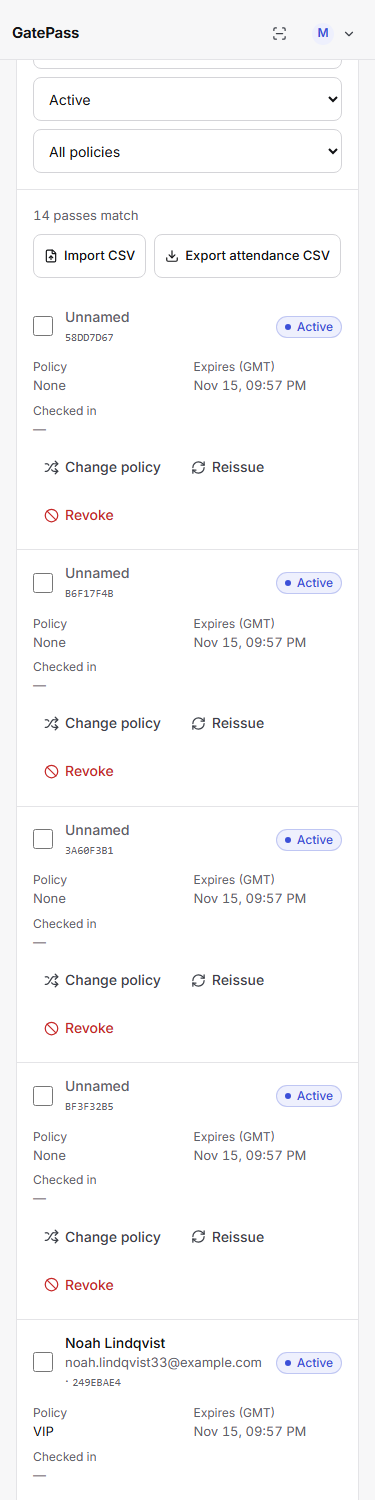 GatePass
M
Active
All policies
14 passes match
Import CSV
Export attendance CSV
Unnamed
58DD7D67
Active
Policy
Expires (GMT)
None
Nov 15, 09:57 PM
Checked in
—
Change policy
Reissue
Revoke
Unnamed
B6F17F4B
Active
Policy
Expires (GMT)
None
Nov 15, 09:57 PM
Checked in
—
Change policy
Reissue
Revoke
Unnamed
3A60F3B1
Active
Policy
Expires (GMT)
None
Nov 15, 09:57 PM
Checked in
—
Change policy
Reissue
Revoke
Unnamed
BF3F32B5
Active
Policy
Expires (GMT)
None
Nov 15, 09:57 PM
Checked in
—
Change policy
Reissue
Revoke
Noah Lindqvist
noah.lindqvist33@example.com
· 249EBAE4
Active
Policy
Expires (GMT)
VIP
Nov 15, 09:57 PM
Checked in
—